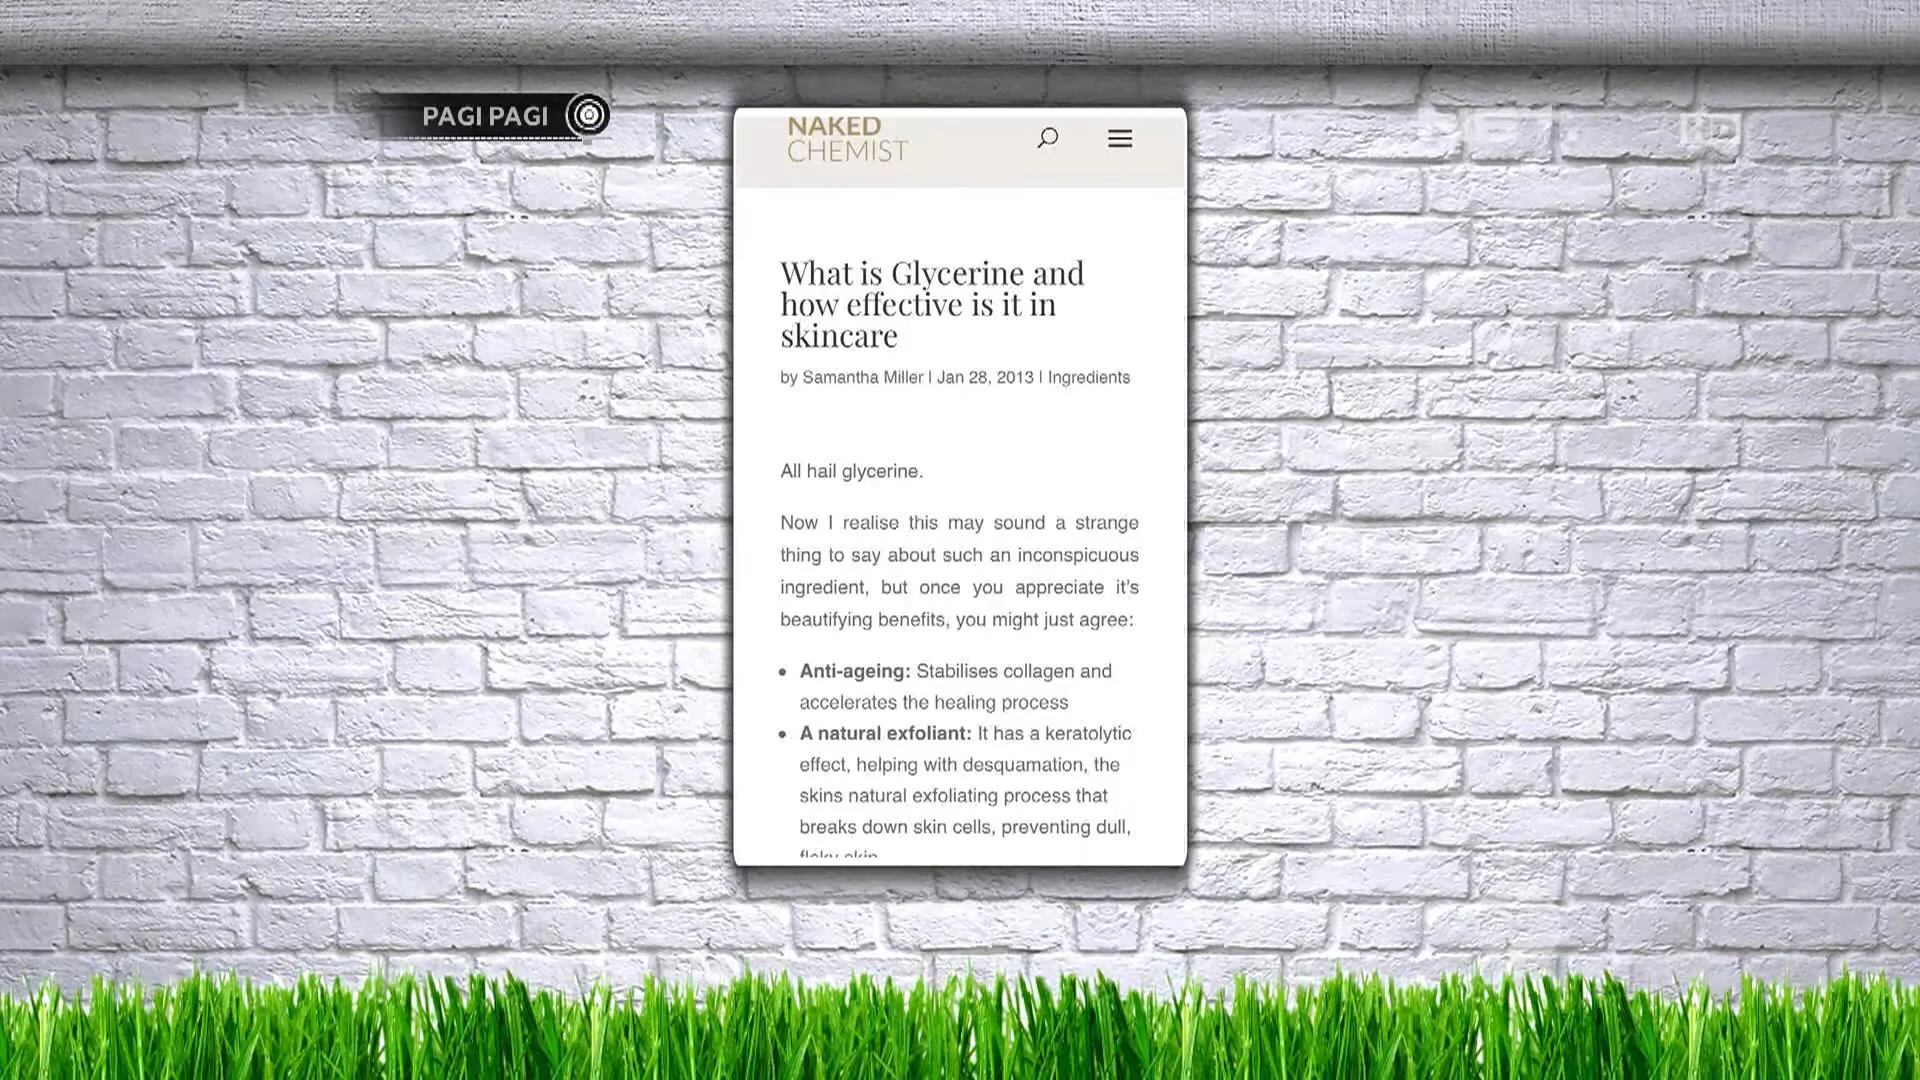 PAGI PAGI
NAKED
CHEMIST
What is Glycerine and
how effective is it in
skincare
by Samantha Miller | Jan 28, 2013 | Ingredients
All hail glycerine.
Now I realise this may sound a strange
thing to say about such an inconspicuous
ingredient, but once you appreciate it's
beautifying benefits, you might just agree:
• Anti-ageing: Stabilises collagen and
accelerates the healing process
• A natural exfoliant: It has a keratolytic
effect, helping with desquamation, the
skins natural exfoliating process that
breaks down skin cells, preventing dull,
flaky skin